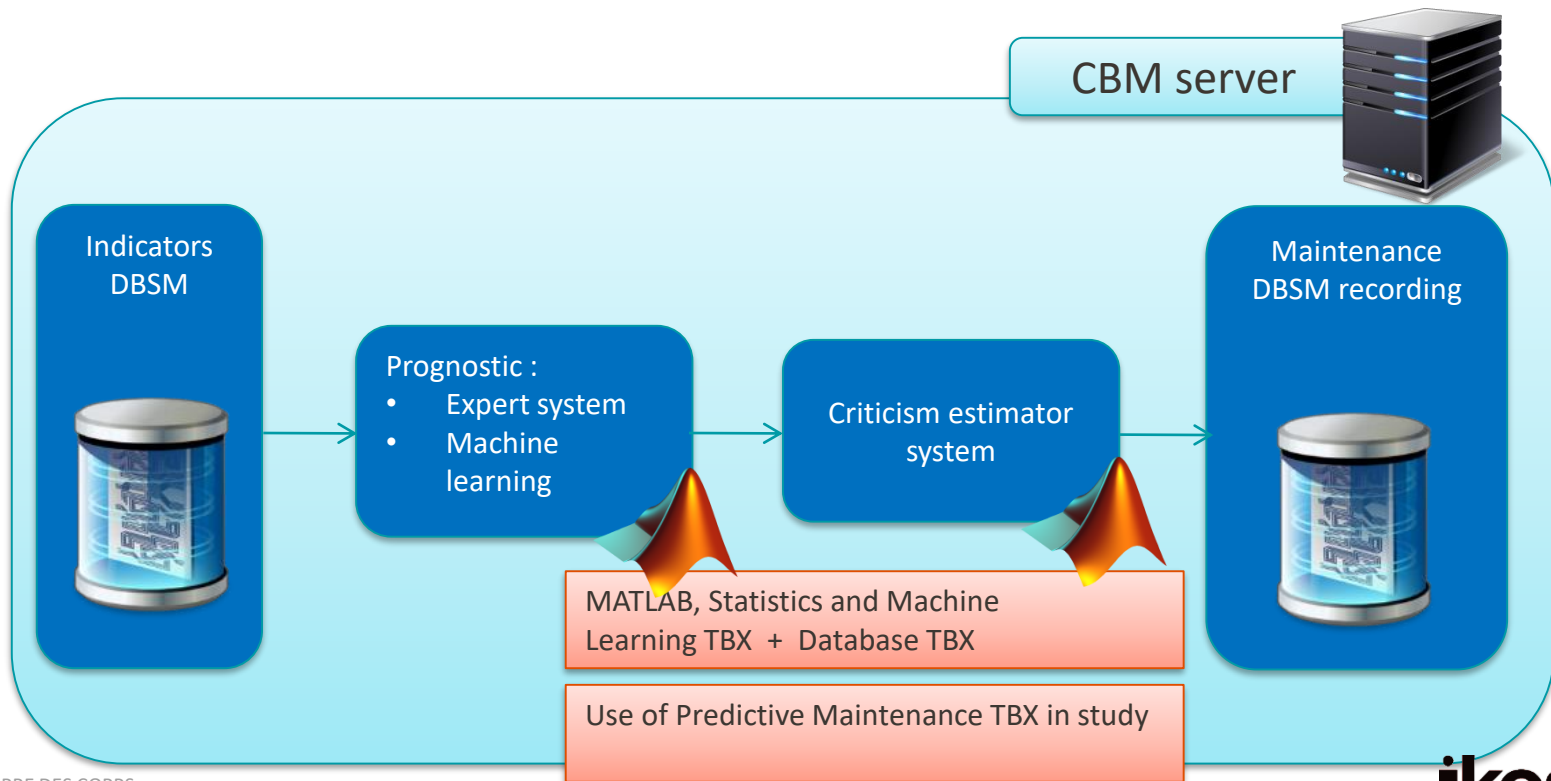 CBM server
Indicators
DBSM
Prognostic :
• Expert system
• Machine
learning
Criticism estimator
system
Maintenance
DBSM recording
MATLAB, Statistics and Machine
Learning TBX + Database TBX
Use of Predictive Maintenance TBX in study